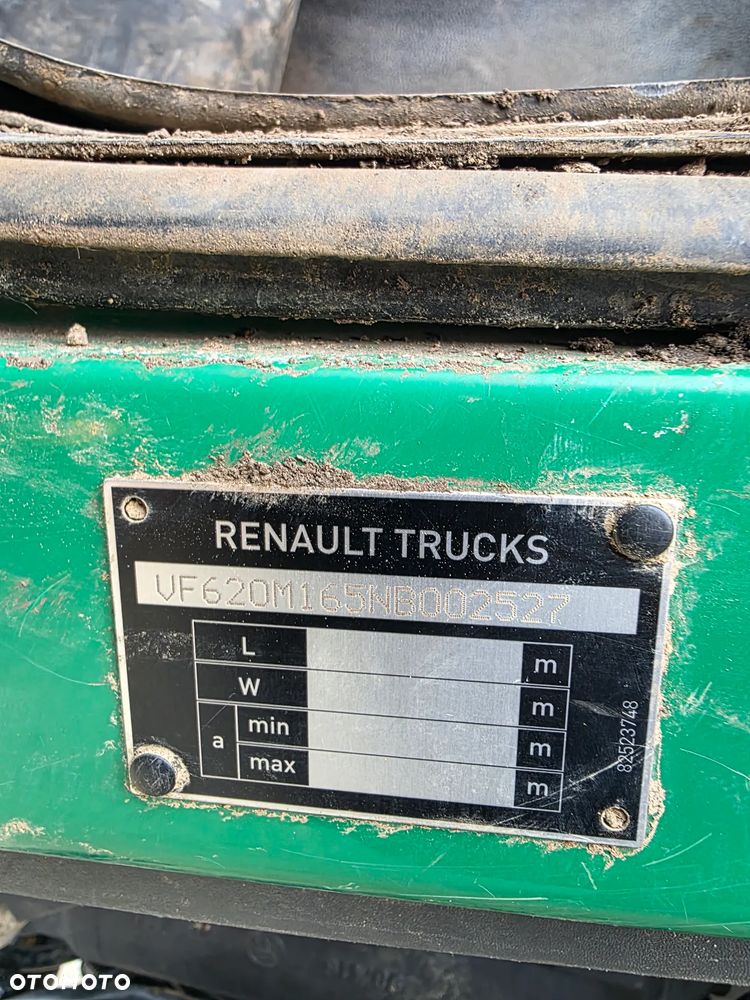 RENAULT TRUCKS
VF620M165NB002527
L m
W m
a min m
max m
82523748
OTOMOTO